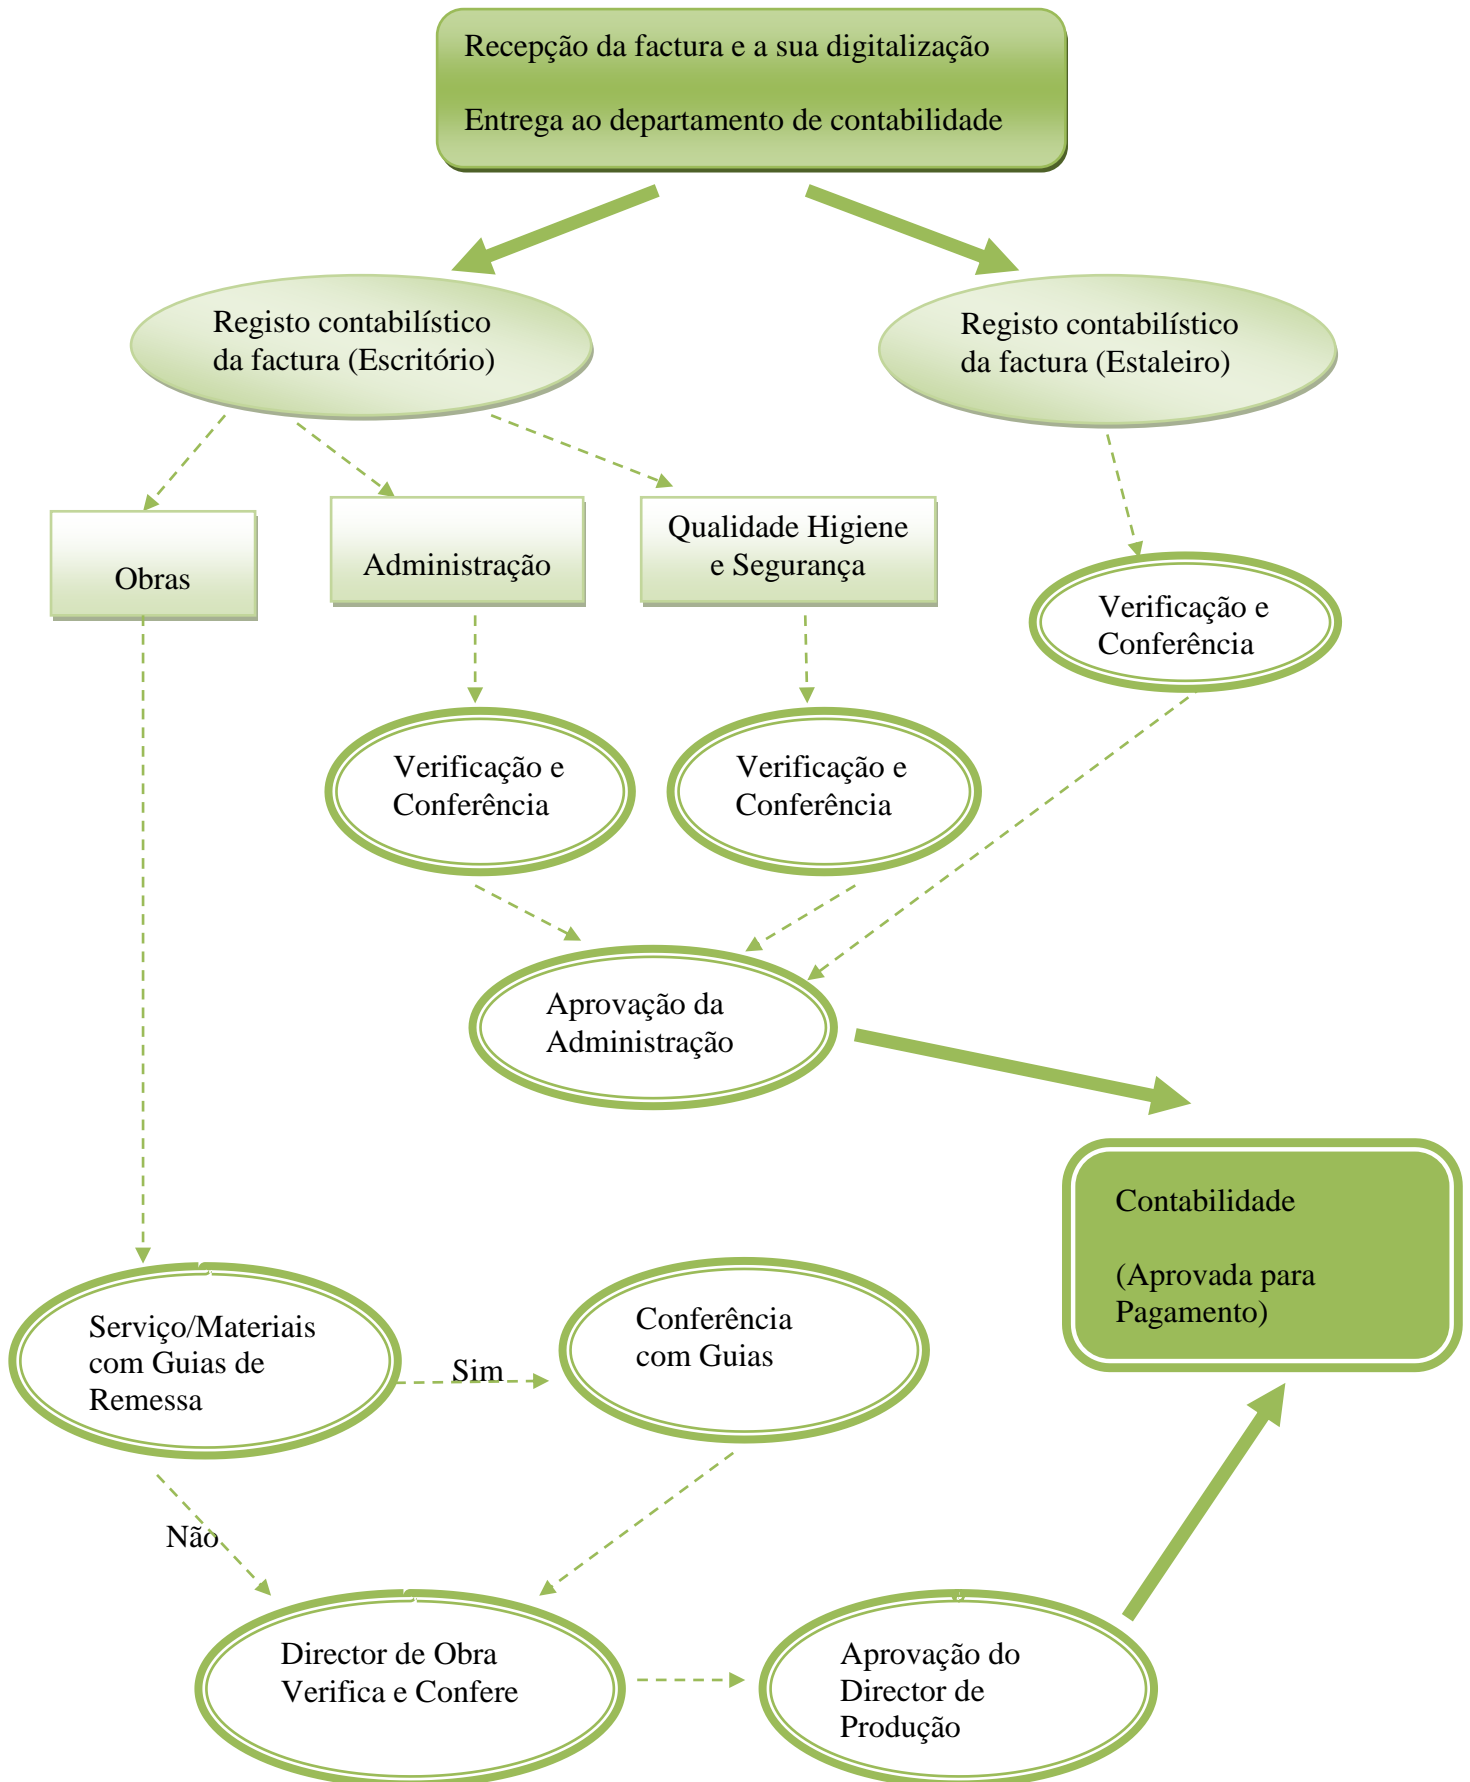 Recepção da factura e a sua digitalização
Entrega ao departamento de contabilidade
Registo contabilístico
da factura (Escritório)
Registo contabilístico
da factura (Estaleiro)
Obras
Administração
Qualidade Higiene
e Segurança
Verificação e
Conferência
Verificação e
Conferência
Verificação e
Conferência
Aprovação da
Administração
Contabilidade
(Aprovada para
Pagamento)
Serviço/Materiais
com Guias de
Remessa
Sim
Conferência
com Guias
Não
Director de Obra
Verifica e Confere
Aprovação do
Director de
Produção